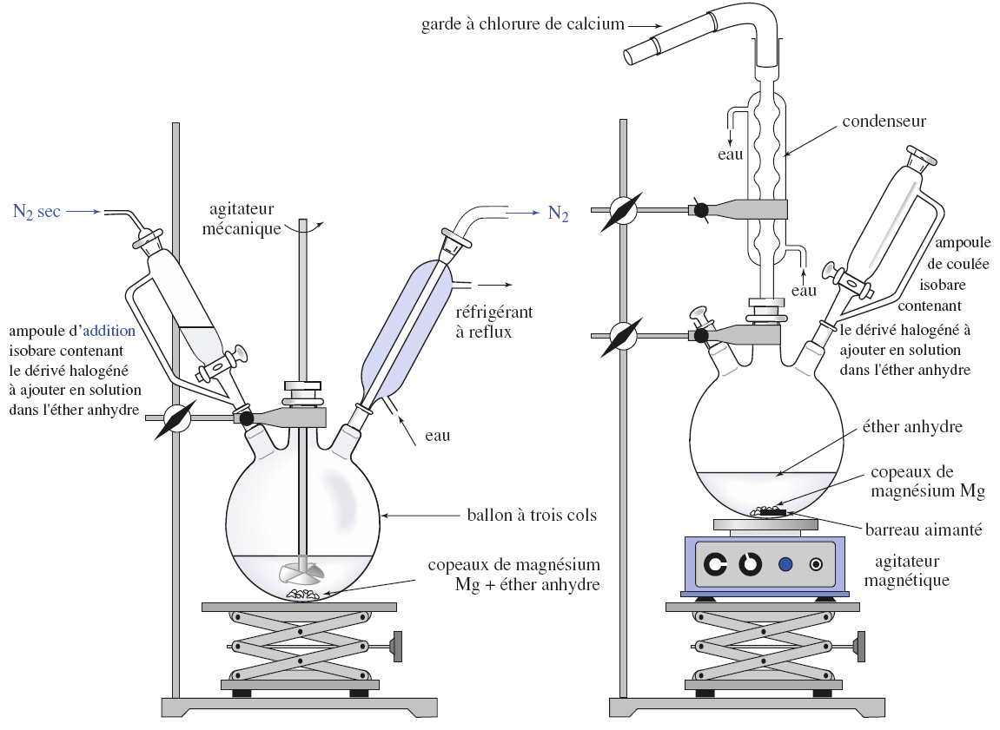 garde à chlorure de calcium
condenseur
eau
N₂ sec
agitateur
mécanique
N₂
ampoule
de coulée
isobare
contenant
le dérivé halogéné à
ajouter en solution
dans l'éther anhydre
eau
réfrigérant
à reflux
ampoule d'addition
isobare contenant
le dérivé halogéné
à ajouter en solution
dans l'éther anhydre
eau
éther anhydre
copeaux de
magnésium Mg
ballon à trois cols
barreau aimanté
copeaux de magnésium
Mg + éther anhydre
agitateur
magnétique